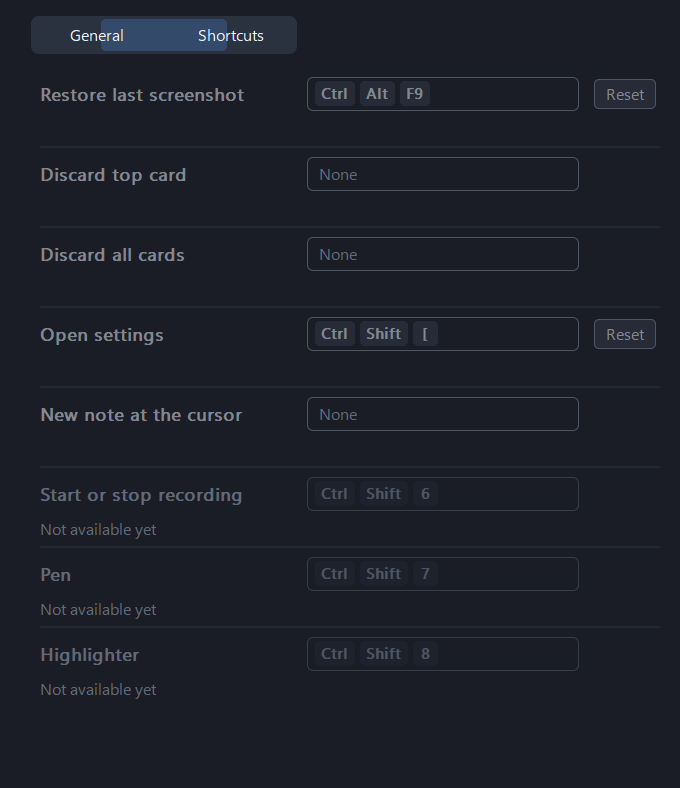 General Shortcuts
Restore last screenshot Ctrl Alt F9 Reset
Discard top card None
Discard all cards None
Open settings Ctrl Shift [ Reset
New note at the cursor None
Start or stop recording Ctrl Shift 6
Not available yet
Pen Ctrl Shift 7
Not available yet
Highlighter Ctrl Shift 8
Not available yet